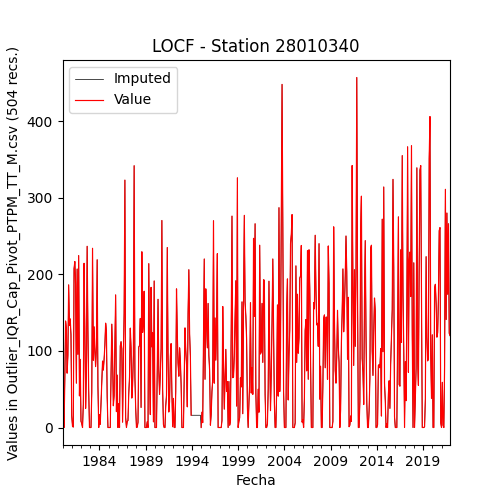 LOCF - Station 28010340
Imputed
Value
Values in Outlier_IQR_Cap_Pivot_PTPM_TT_M.csv (504 recs.)
400
300
200
100
0
1984 1989 1994 1999 2004 2009 2014 2019
Fecha